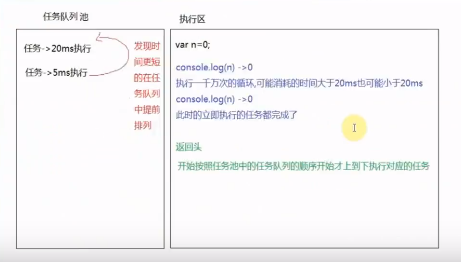 任务队列 池
执行区
任务->20ms执行
任务->5ms执行
发现时
间更短
的在任
务队列
中提前
排列
var n=0;
console.log(n) ->0
执行一千万次的循环,可能消耗的时间大于20ms也可能小于20ms
console.log(n) ->0
此时的立即执行的任务都完成了
返回头
开始按照任务池中的任务队列的顺序开始才上到下执行对应的任务